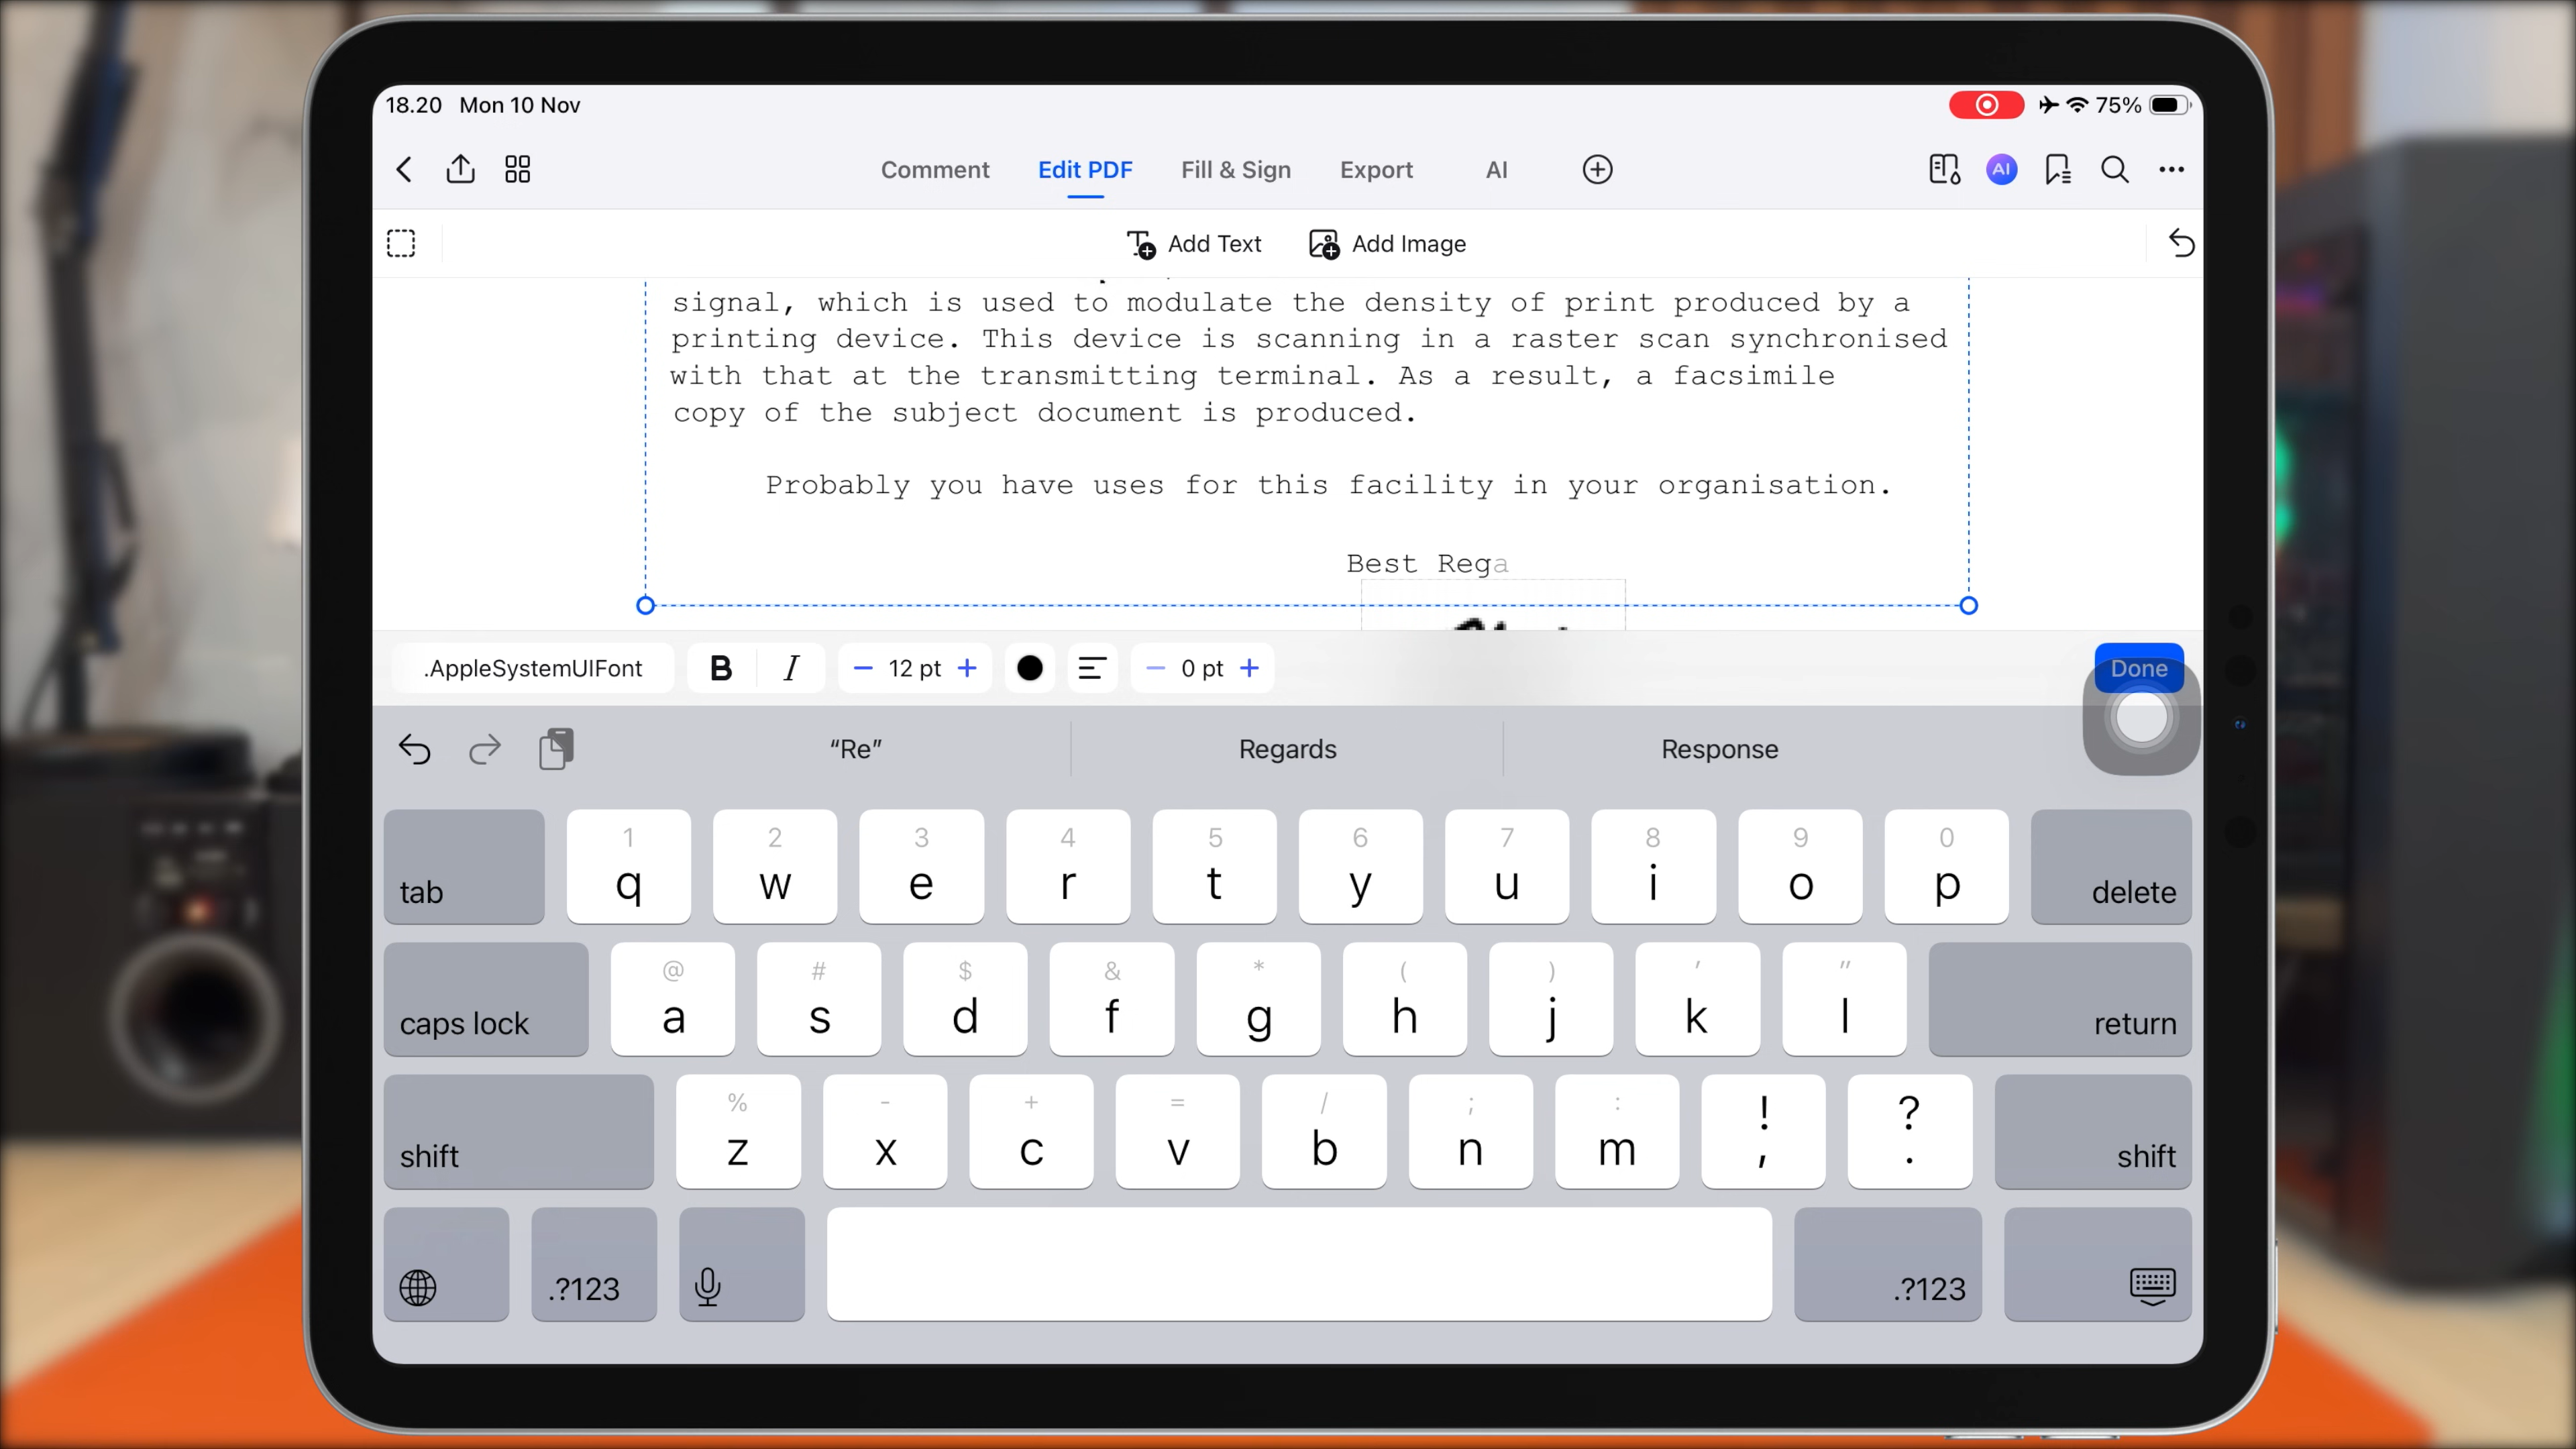 18.20 Mon 10 Nov 75%
Comment Edit PDF Fill & Sign Export AI AI
Add Text Add Image
signal, which is used to modulate the density of print produced by a
printing device. This device is scanning in a raster scan synchronised
with that at the transmitting terminal. As a result, a facsimile
copy of the subject document is produced.
Probably you have uses for this facility in your organisation.
Best Rega
.AppleSystemUIFont B I − 12 pt + − 0 pt + Done
“Re” Regards Response
1 2 3 4 5 6 7 8 9 0
tab q w e r t y u i o p delete
@ # $ & * ( ) ' "
caps lock a s d f g h j k l return
% - + = / ; : ! ?
shift z x c v b n m , . shift
.?123 .?123